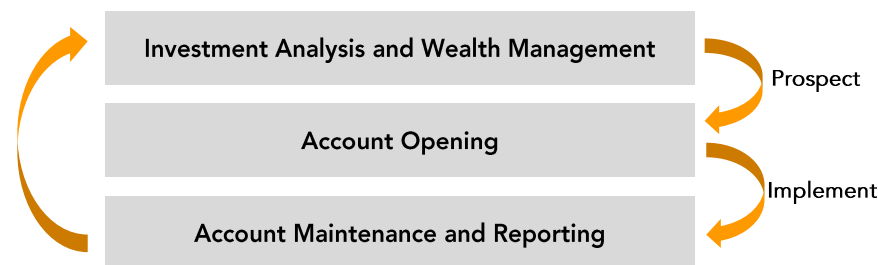 Investment Analysis and Wealth Management
Prospect
Account Opening
Implement
Account Maintenance and Reporting